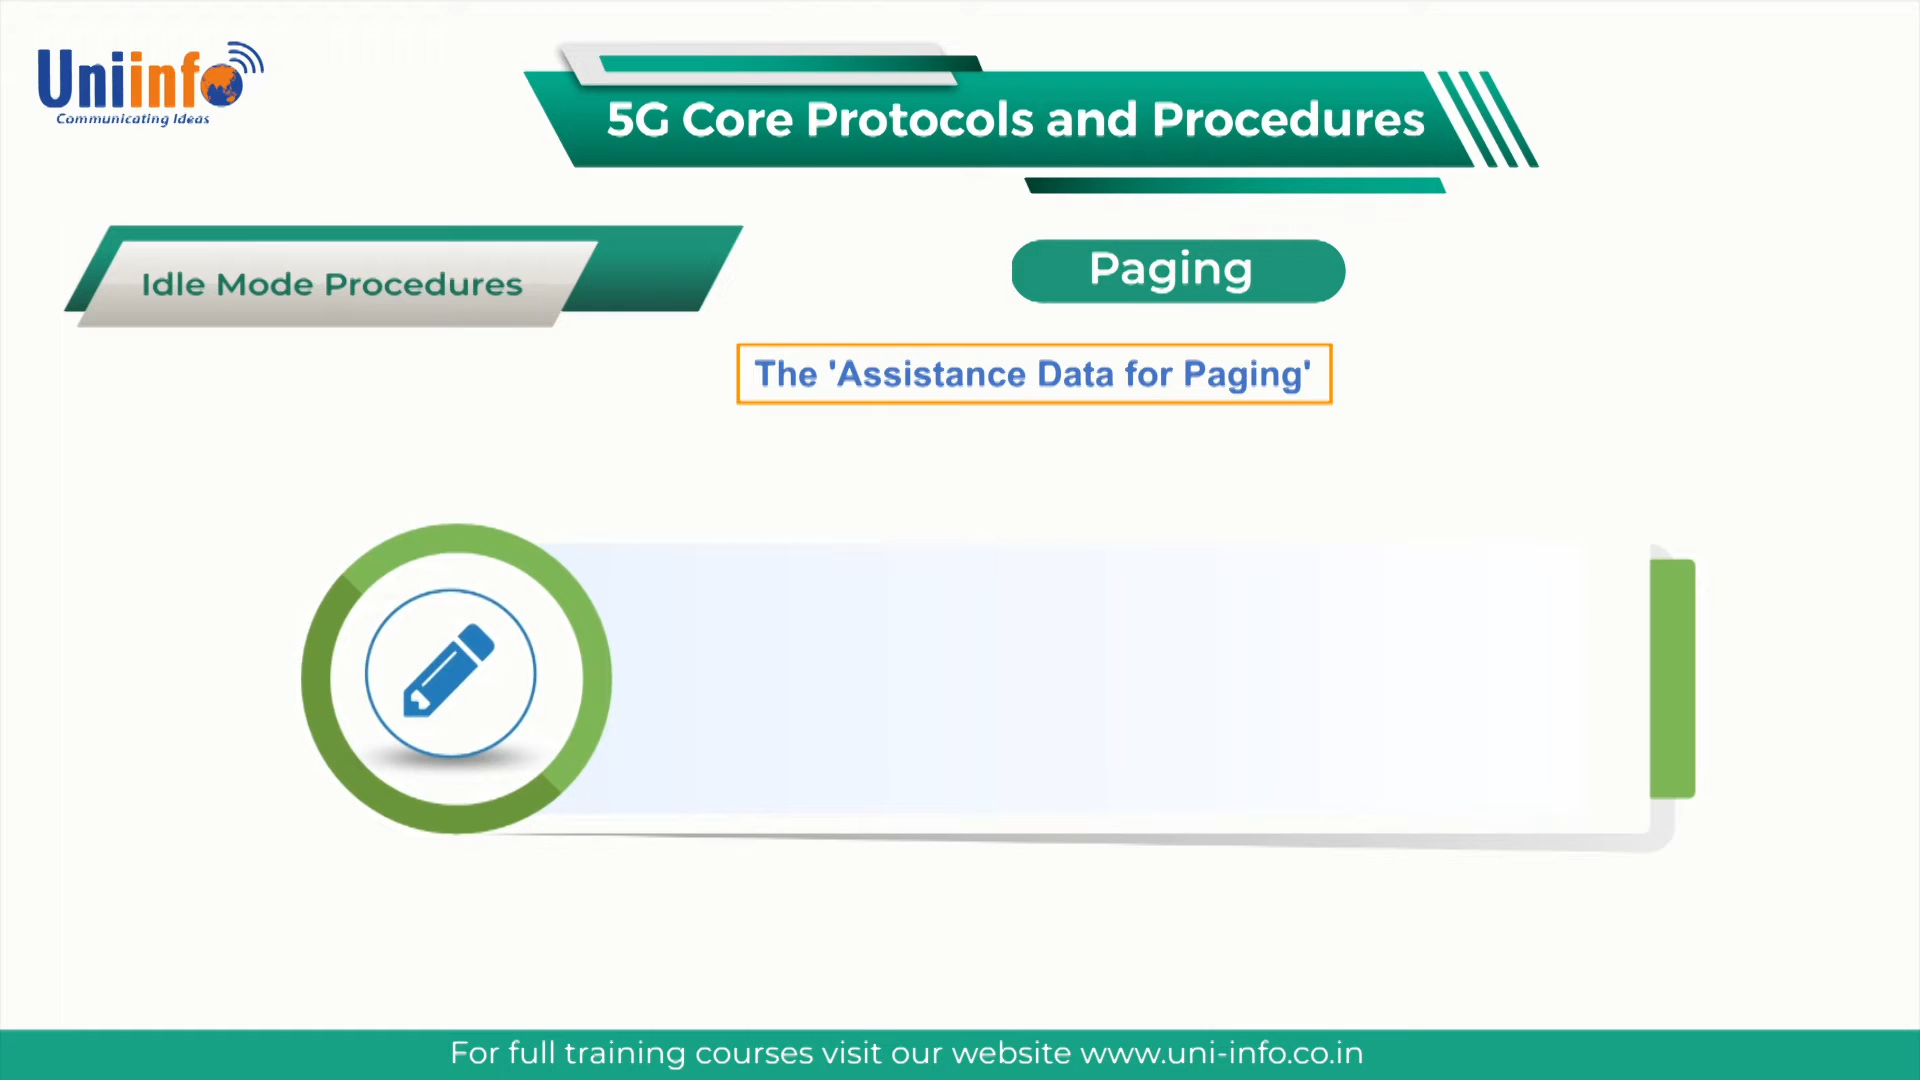 Uniinfo
Communicating Ideas
5G Core Protocols and Procedures
Idle Mode Procedures
Paging
The 'Assistance Data for Paging'
For full training courses visit our website www.uni-info.co.in